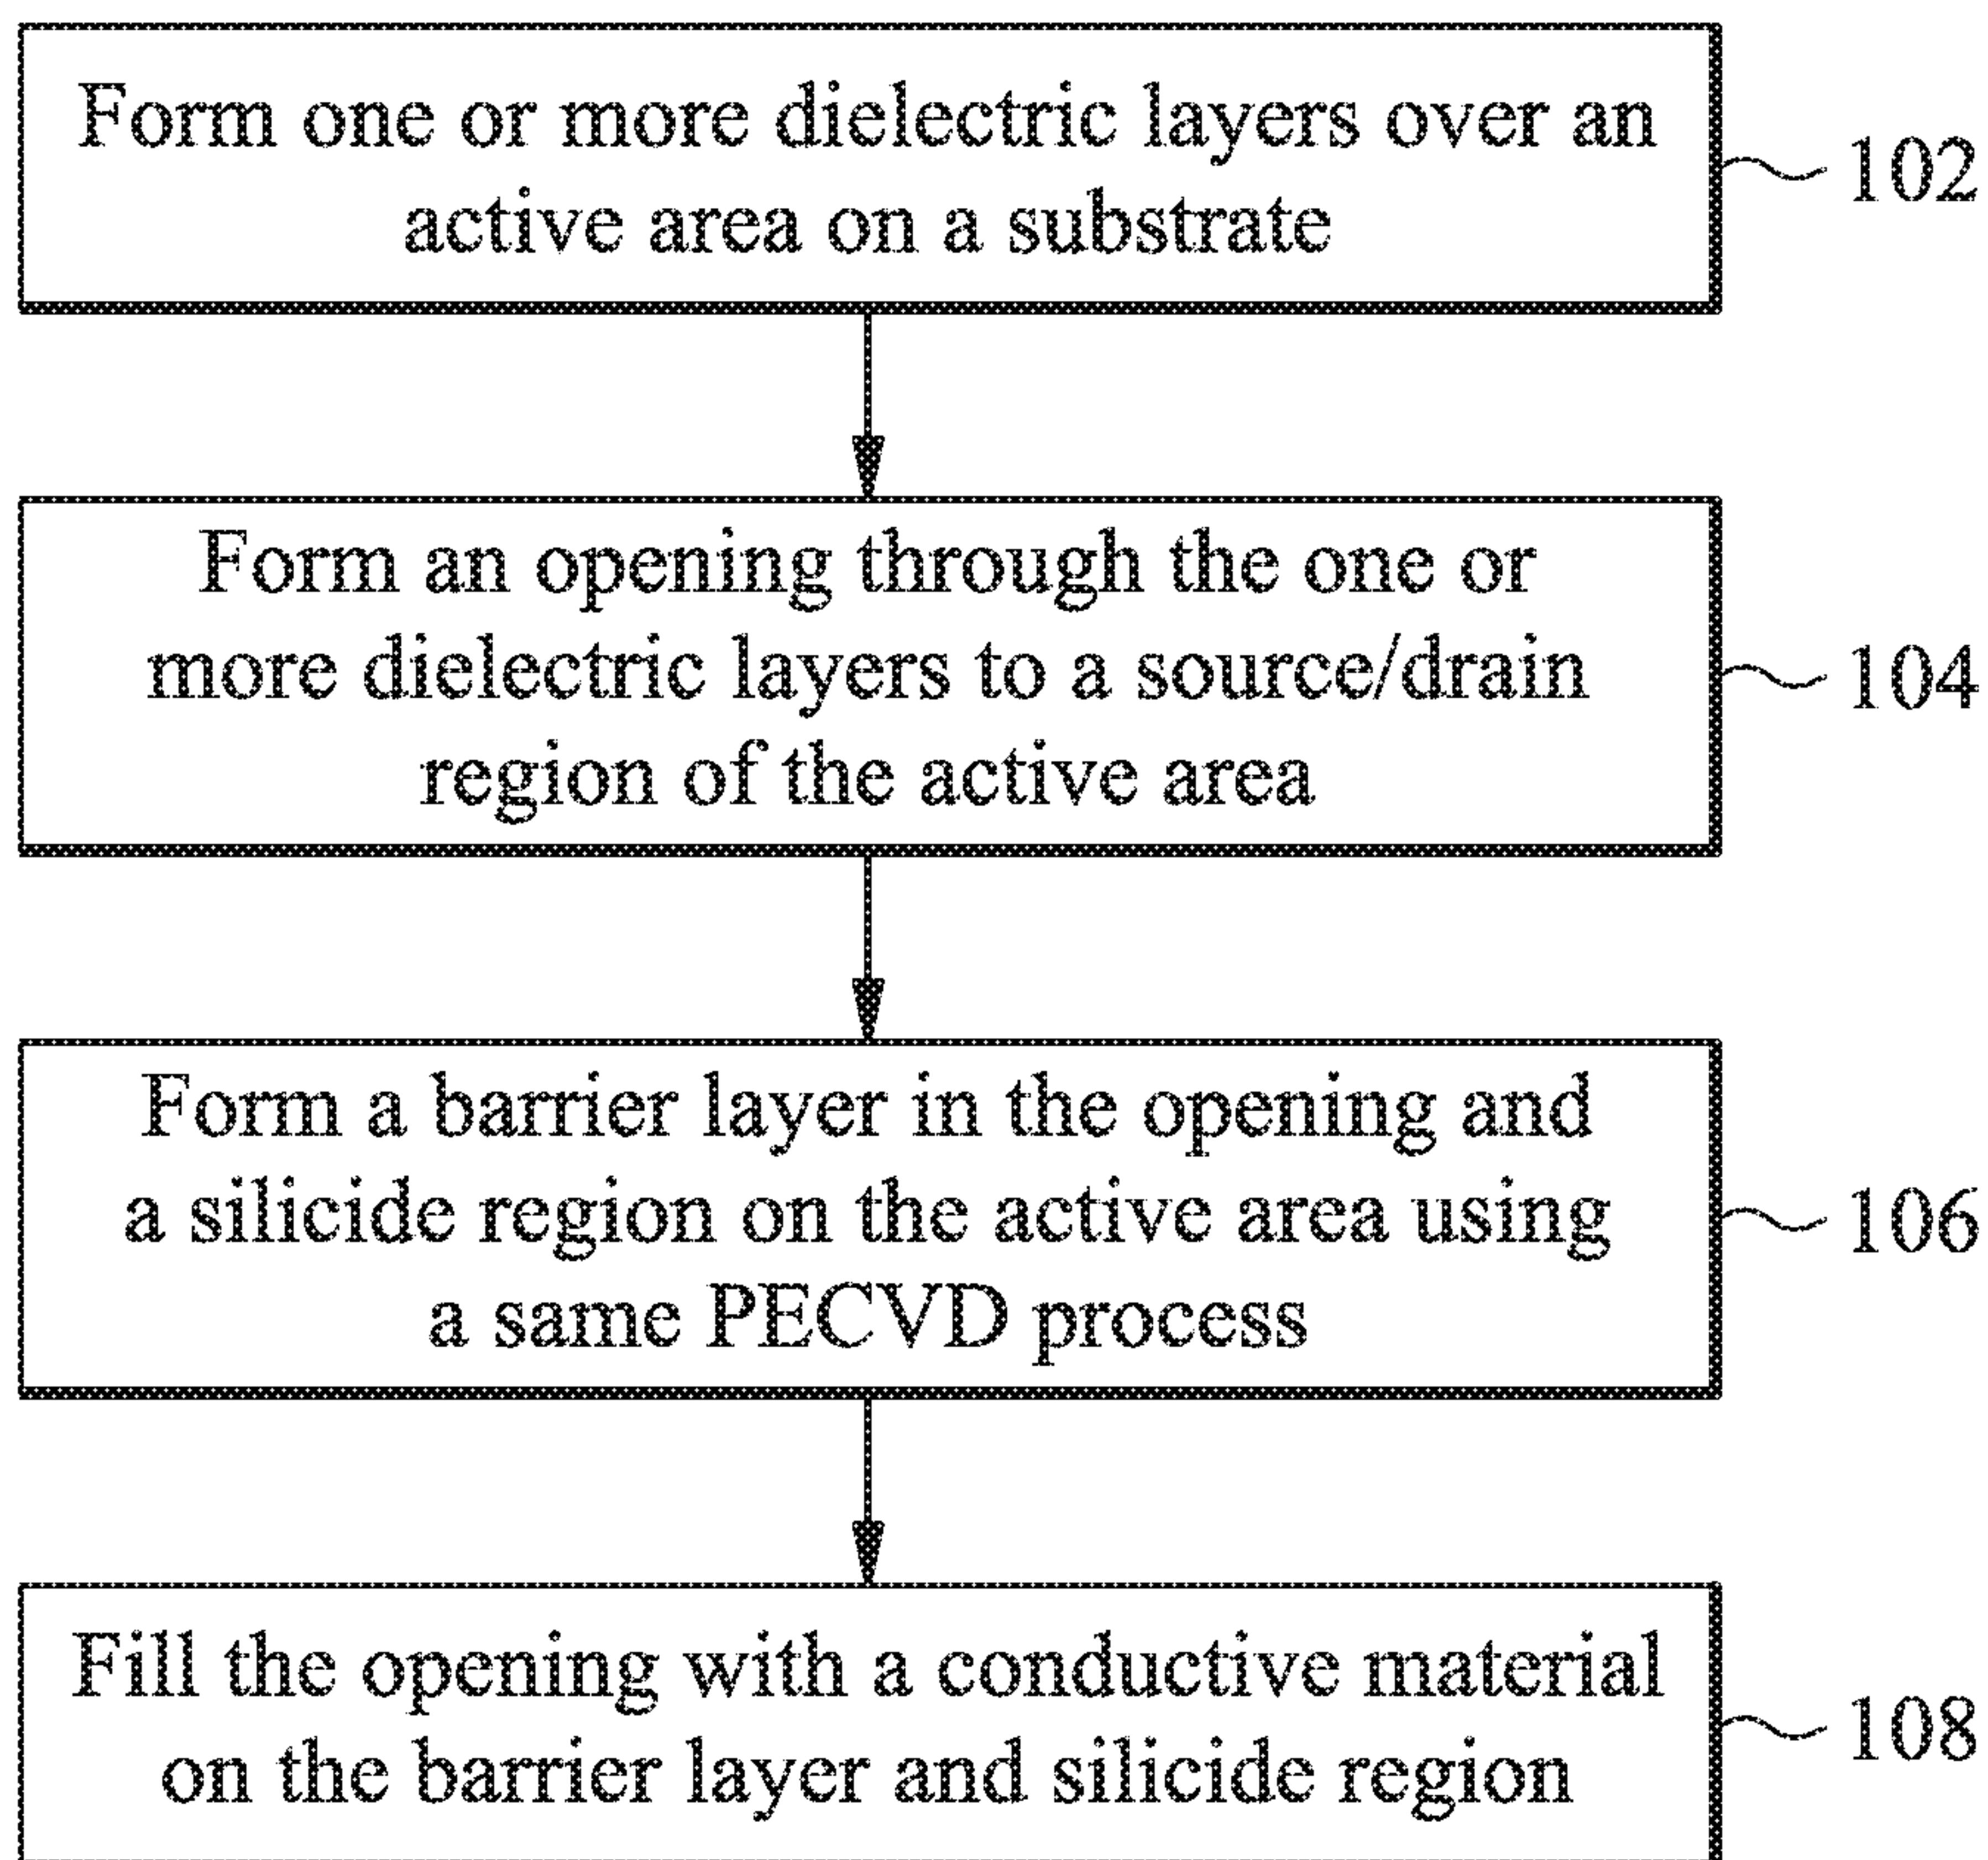 Form one or more dielectric layers over an
active area on a substrate
102
Form an opening through the one or
more dielectric layers to a source/drain
region of the active area
104
Form a barrier layer in the opening and
a silicide region on the active area using
a same PECVD process
106
Fill the opening with a conductive material
on the barrier layer and silicide region
108